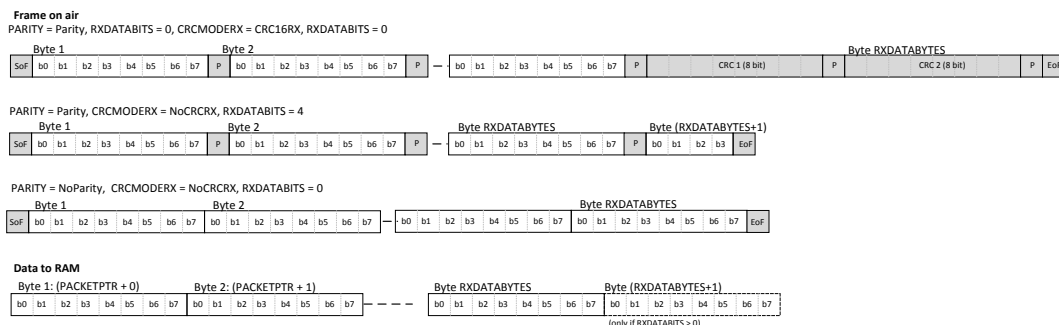 Frame on air
PARITY = Parity, RXDATABITS = 0, CRCMODERX = CRC16RX, RXDATABITS = 0
Byte 1 Byte 2 Byte RXDATABYTES
SoF b0 b1 b2 b3 b4 b5 b6 b7 P b0 b1 b2 b3 b4 b5 b6 b7 P b0 b1 b2 b3 b4 b5 b6 b7 P CRC 1 (8 bit) P CRC 2 (8 bit) P EoF
PARITY = Parity, CRCMODERX = NoCRCRX, RXDATABITS = 4
Byte 1 Byte 2 Byte RXDATABYTES Byte (RXDATABYTES+1)
SoF b0 b1 b2 b3 b4 b5 b6 b7 P b0 b1 b2 b3 b4 b5 b6 b7 P b0 b1 b2 b3 b4 b5 b6 b7 P b0 b1 b2 b3 EoF
PARITY = NoParity, CRCMODERX = NoCRCRX, RXDATABITS = 0
Byte 1 Byte 2 Byte RXDATABYTES
SoF b0 b1 b2 b3 b4 b5 b6 b7 b0 b1 b2 b3 b4 b5 b6 b7 b0 b1 b2 b3 b4 b5 b6 b7 b0 b1 b2 b3 b4 b5 b6 b7 EoF
Data to RAM
Byte 1: (PACKETPTR + 0) Byte 2: (PACKETPTR + 1) Byte RXDATABYTES Byte (RXDATABYTES+1)
b0 b1 b2 b3 b4 b5 b6 b7 b0 b1 b2 b3 b4 b5 b6 b7 b0 b1 b2 b3 b4 b5 b6 b7 b0 b1 b2 b3 b4 b5 b6 b7
(only if RXDATABITS > 0)